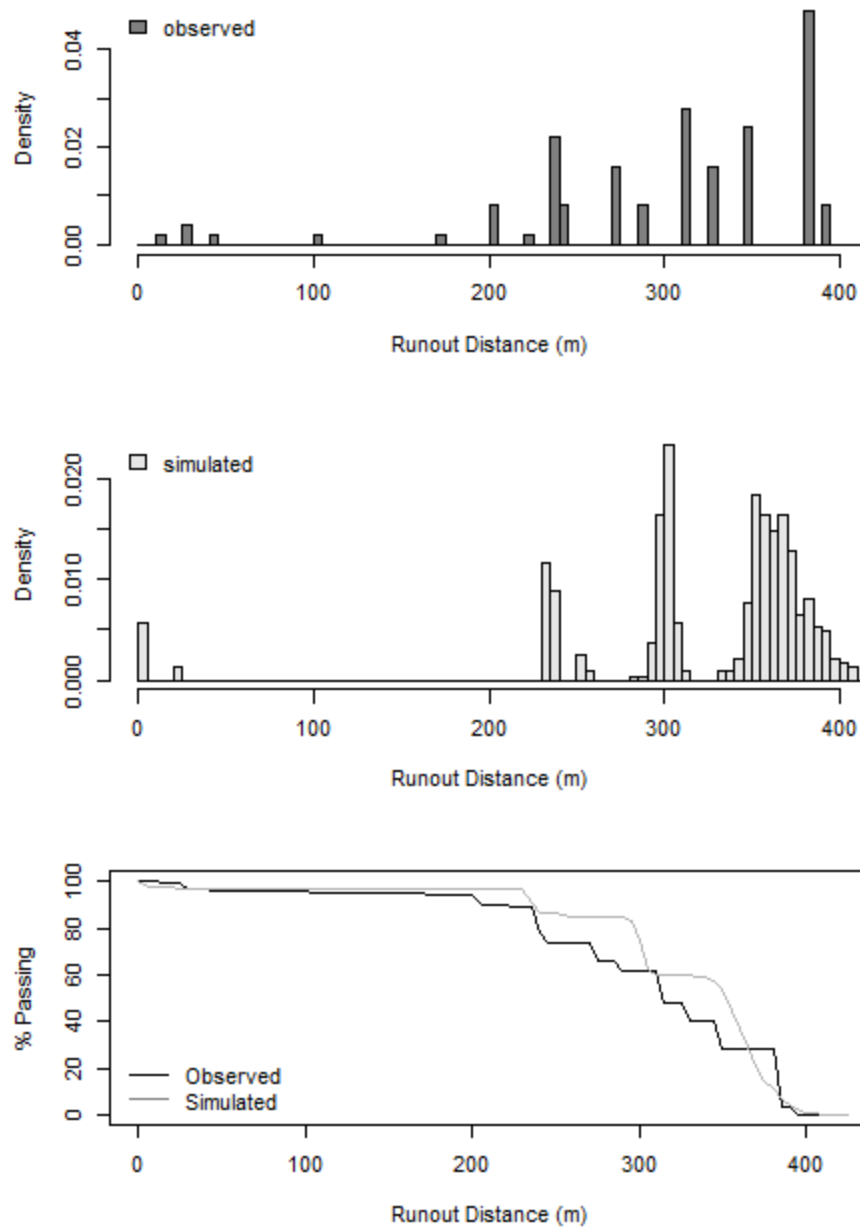 observed
Density
0.00
0.02
0.04
0 100 200 300 400
Runout Distance (m)
simulated
Density
0.000
0.010
0.020
0 100 200 300 400
Runout Distance (m)
% Passing
0 20 40 60 80 100
Observed
Simulated
0 100 200 300 400
Runout Distance (m)